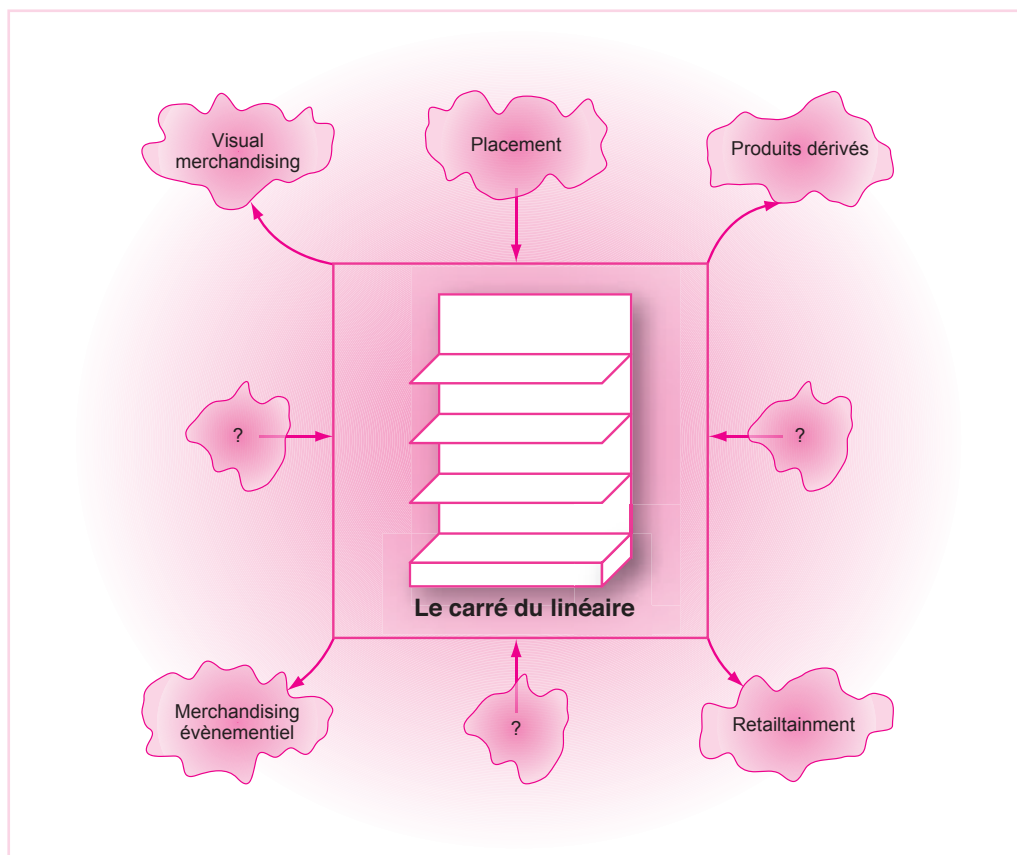 Visual
merchandising
Placement
Produits dérivés
?
?
Le carré du linéaire
Merchandising
évènementiel
?
Retailtainment